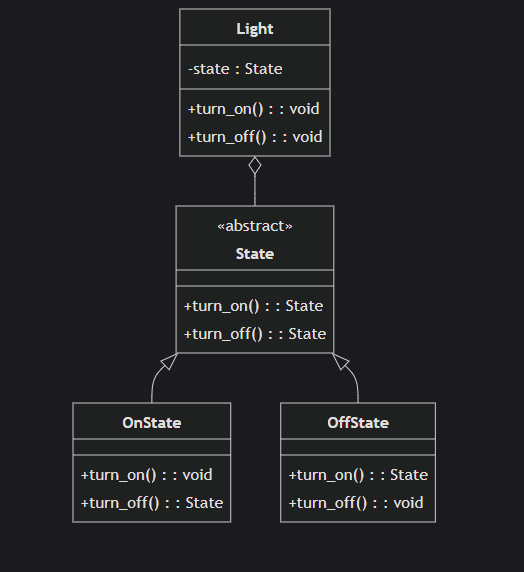 Light
-state : State
+turn_on() : : void
+turn_off() : : void
«abstract»
State
+turn_on() : : State
+turn_off() : : State
OnState
+turn_on() : : void
+turn_off() : : State
OffState
+turn_on() : : State
+turn_off() : : void